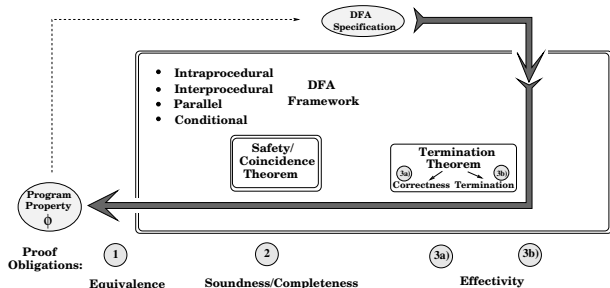 DFA
Specification
• Intraprocedural
• Interprocedural
• Parallel
• Conditional
DFA
Framework
Safety/
Coincidence
Theorem
Termination
Theorem
3a)
3b)
Correctness Termination
Program
Property
ϕ
Proof
Obligations:
1
2
3a)
3b)
Equivalence
Soundness/Completeness
Effectivity